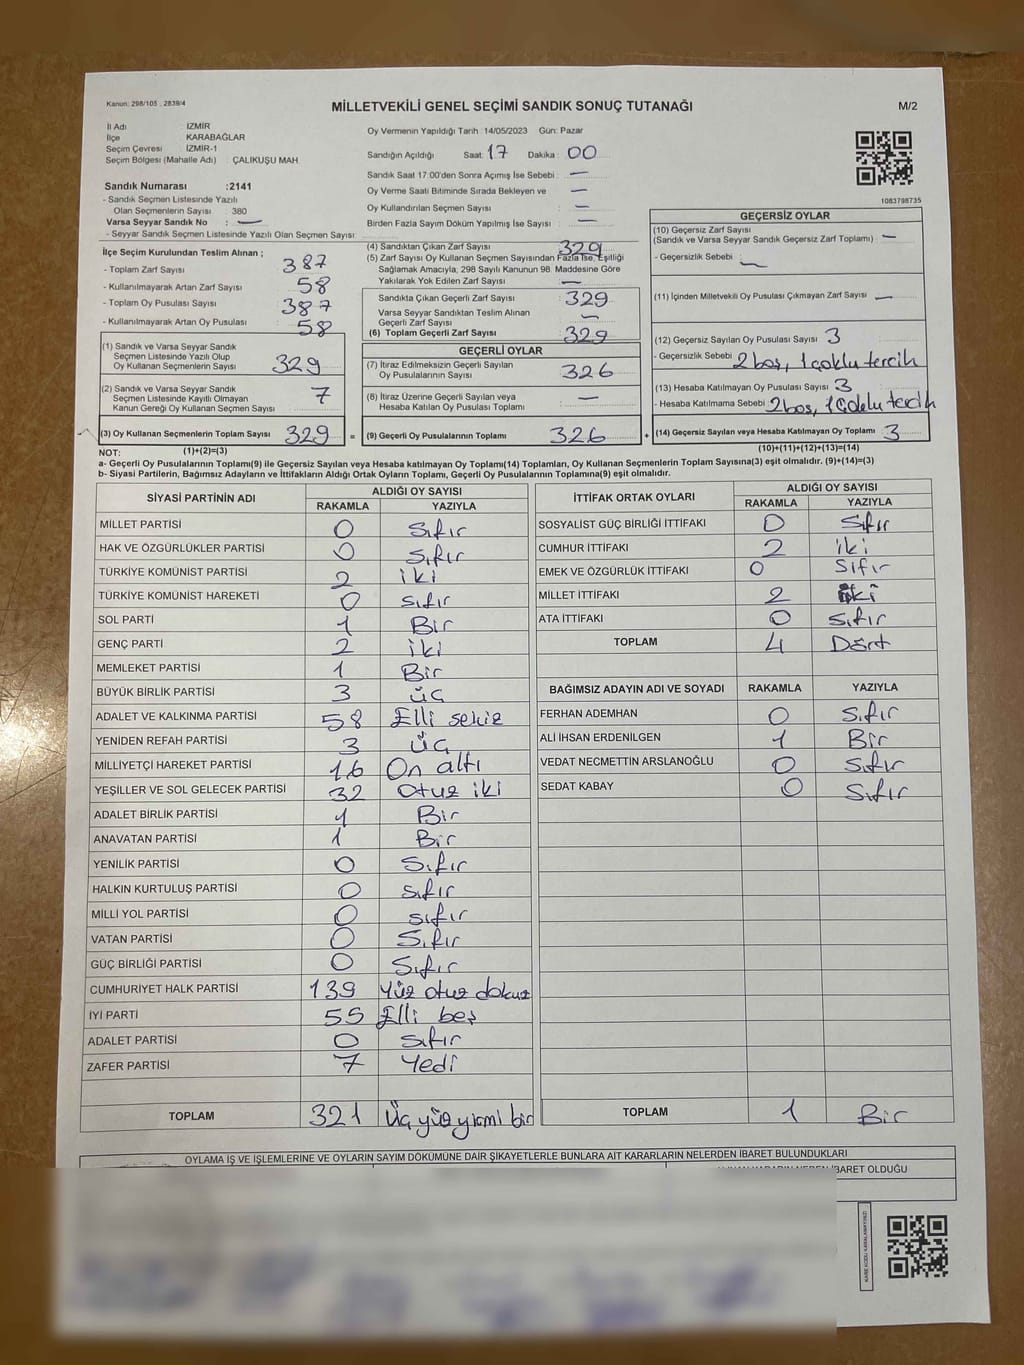 Kanun: 298/105 , 2839/4
MİLLETVEKİLİ GENEL SEÇİMİ SANDIK SONUÇ TUTANAĞI
M/2
İl Adı İZMİR
İlçe KARABAĞLAR
Seçim Çevresi İZMİR-1
Seçim Bölgesi (Mahalle Adı) : ÇALIKUŞU MAH
Sandık Numarası :2141
- Sandık Seçmen Listesinde Yazılı
Olan Seçmenlerin Sayısı : 380
Varsa Seyyar Sandık No : —
- Seyyar Sandık Seçmen Listesinde Yazılı Olan Seçmen Sayısı
Oy Vermenin Yapıldığı Tarih 14/05/2023 Gün: Pazar
Sandığın Açıldığı Saat: 17 Dakika : 00
Sandık Saat 17:00'den Sonra Açımış İse Sebebi : —
Oy Verme Saati Bitiminde Sırada Bekleyen ve —
Oy Kullandırılan Seçmen Sayısı : —
Birden Fazla Sayım Döküm Yapılmış İse Sayısı : —
1083798735
İlçe Seçim Kurulundan Teslim Alınan ;
- Toplam Zarf Sayısı : 387
- Kullanılmayarak Artan Zarf Sayısı : 58
- Toplam Oy Pusulası Sayısı : 387
- Kullanılmayarak Artan Oy Pusulası : 58
(1) Sandık ve Varsa Seyyar Sandık
Seçmen Listesinde Yazılı Olup
Oy Kullanan Seçmenlerin Sayısı 329
(2) Sandık ve Varsa Seyyar Sandık
Seçmen Listesinde Kayıtlı Olmayan
Kanun Gereği Oy Kullanan Seçmen Sayısı 7
(3) Oy Kullanan Seçmenlerin Toplam Sayısı 329 =
(4) Sandıktan Çıkan Zarf Sayısı 329
(5) Zarf Sayısı Oy Kullanan Seçmen Sayısından Fazla İse, Eşitliği
Sağlamak Amacıyla; 298 Sayılı Kanunun 98. Maddesine Göre
Yakılarak Yok Edilen Zarf Sayısı : —
Sandıkta Çıkan Geçerli Zarf Sayısı : 329
Varsa Seyyar Sandıktan Teslim Alınan
Geçerli Zarf Sayısı : —
(6) Toplam Geçerli Zarf Sayısı : 329
GEÇERLİ OYLAR
(7) İtiraz Edilmeksizin Geçerli Sayılan
Oy Pusulalarının Sayısı : 326
(8) İtiraz Üzerine Geçerli Sayılan veya
Hesaba Katılan Oy Pusulası Toplamı : —
(9) Geçerli Oy Pusulalarının Toplamı 326 +
GEÇERSİZ OYLAR
(10) Geçersiz Zarf Sayısı
(Sandık ve Varsa Seyyar Sandık Geçersiz Zarf Toplamı) : —
- Geçersizlik Sebebi : —
(11) İçinden Milletvekili Oy Pusulası Çıkmayan Zarf Sayısı : —
(12) Geçersiz Sayılan Oy Pusulası Sayısı : 3
- Geçersizlik Sebebi : 2 boş, 1 çoklu tercih
(13) Hesaba Katılmayan Oy Pusulası Sayısı : 3
- Hesaba Katılmama Sebebi : 2 boş, 1 çoklu tercih
(14) Geçersiz Sayılan veya Hesaba Katılmayan Oy Toplamı : 3
NOT: (1)+(2)=(3) (10)+(11)+(12)+(13)=(14)
a- Geçerli Oy Pusulalarının Toplamı(9) ile Geçersiz Sayılan veya Hesaba katılmayan Oy Toplamı(14) Toplamları, Oy Kullanan Seçmenlerin Toplam Sayısına(3) eşit olmalıdır. (9)+(14)=(3)
b- Siyasi Partilerin, Bağımsız Adayların ve İttifakların Aldığı Ortak Oyların Toplamı, Geçerli Oy Pusulalarının Toplamına(9) eşit olmalıdır.
SİYASİ PARTİNİN ADI ALDIĞI OY SAYISI
RAKAMLA YAZIYLA
MİLLET PARTİSİ 0 Sıfır
HAK VE ÖZGÜRLÜKLER PARTİSİ 0 Sıfır
TÜRKİYE KOMÜNİST PARTİSİ 2 iki
TÜRKİYE KOMÜNİST HAREKETİ 0 sıfır
SOL PARTİ 1 Bir
GENÇ PARTİ 2 iki
MEMLEKET PARTİSİ 1 Bir
BÜYÜK BİRLİK PARTİSİ 3 üç
ADALET VE KALKINMA PARTİSİ 58 Elli sekiz
YENİDEN REFAH PARTİSİ 3 Üç
MİLLİYETÇİ HAREKET PARTİSİ 16 On altı
YEŞİLLER VE SOL GELECEK PARTİSİ 32 Otuz iki
ADALET BİRLİK PARTİSİ 1 Bir
ANAVATAN PARTİSİ 1 Bir
YENİLİK PARTİSİ 0 Sıfır
HALKIN KURTULUŞ PARTİSİ 0 sıfır
MİLLİ YOL PARTİSİ 0 sıfır
VATAN PARTİSİ 0 Sıfır
GÜÇ BİRLİĞİ PARTİSİ 0 Sıfır
CUMHURİYET HALK PARTİSİ 139 Yüz otuz dokuz
İYİ PARTİ 55 Elli beş
ADALET PARTİSİ 0 sıfır
ZAFER PARTİSİ 7 Yedi
TOPLAM 321 Üç yüz yirmi bir
İTTİFAK ORTAK OYLARI ALDIĞI OY SAYISI
RAKAMLA YAZIYLA
SOSYALİST GÜÇ BİRLİĞİ İTTİFAKI 0 Sıfır
CUMHUR İTTİFAKI 2 iki
EMEK VE ÖZGÜRLÜK İTTİFAKI 0 Sıfır
MİLLET İTTİFAKI 2 iki
ATA İTTİFAKI 0 sıfır
TOPLAM 4 Dört
BAĞIMSIZ ADAYIN ADI VE SOYADI RAKAMLA YAZIYLA
FERHAN ADEMHAN 0 Sıfır
ALİ İHSAN ERDENİLGEN 1 Bir
VEDAT NECMETTİN ARSLANOĞLU 0 Sıfır
SEDAT KABAY 0 Sıfır
TOPLAM 1 Bir
OYLAMA İŞ VE İŞLEMLERİNE VE OYLARIN SAYIM DÖKÜMÜNE DAİR ŞİKAYETLERLE BUNLARA AİT KARARLARIN NELERDEN İBARET BULUNDUKLARI
İBARET OLDUĞU